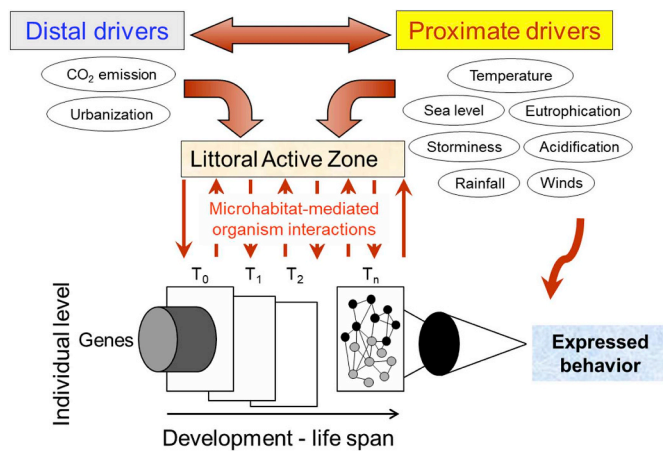 Distal drivers
Proximate drivers
CO₂ emission
Urbanization
Temperature
Sea level
Eutrophication
Storminess
Acidification
Rainfall
Winds
Littoral Active Zone
Microhabitat-mediated
organism interactions
T₀
T₁
T₂
Tₙ
Individual level
Genes
Expressed
behavior
Development - life span